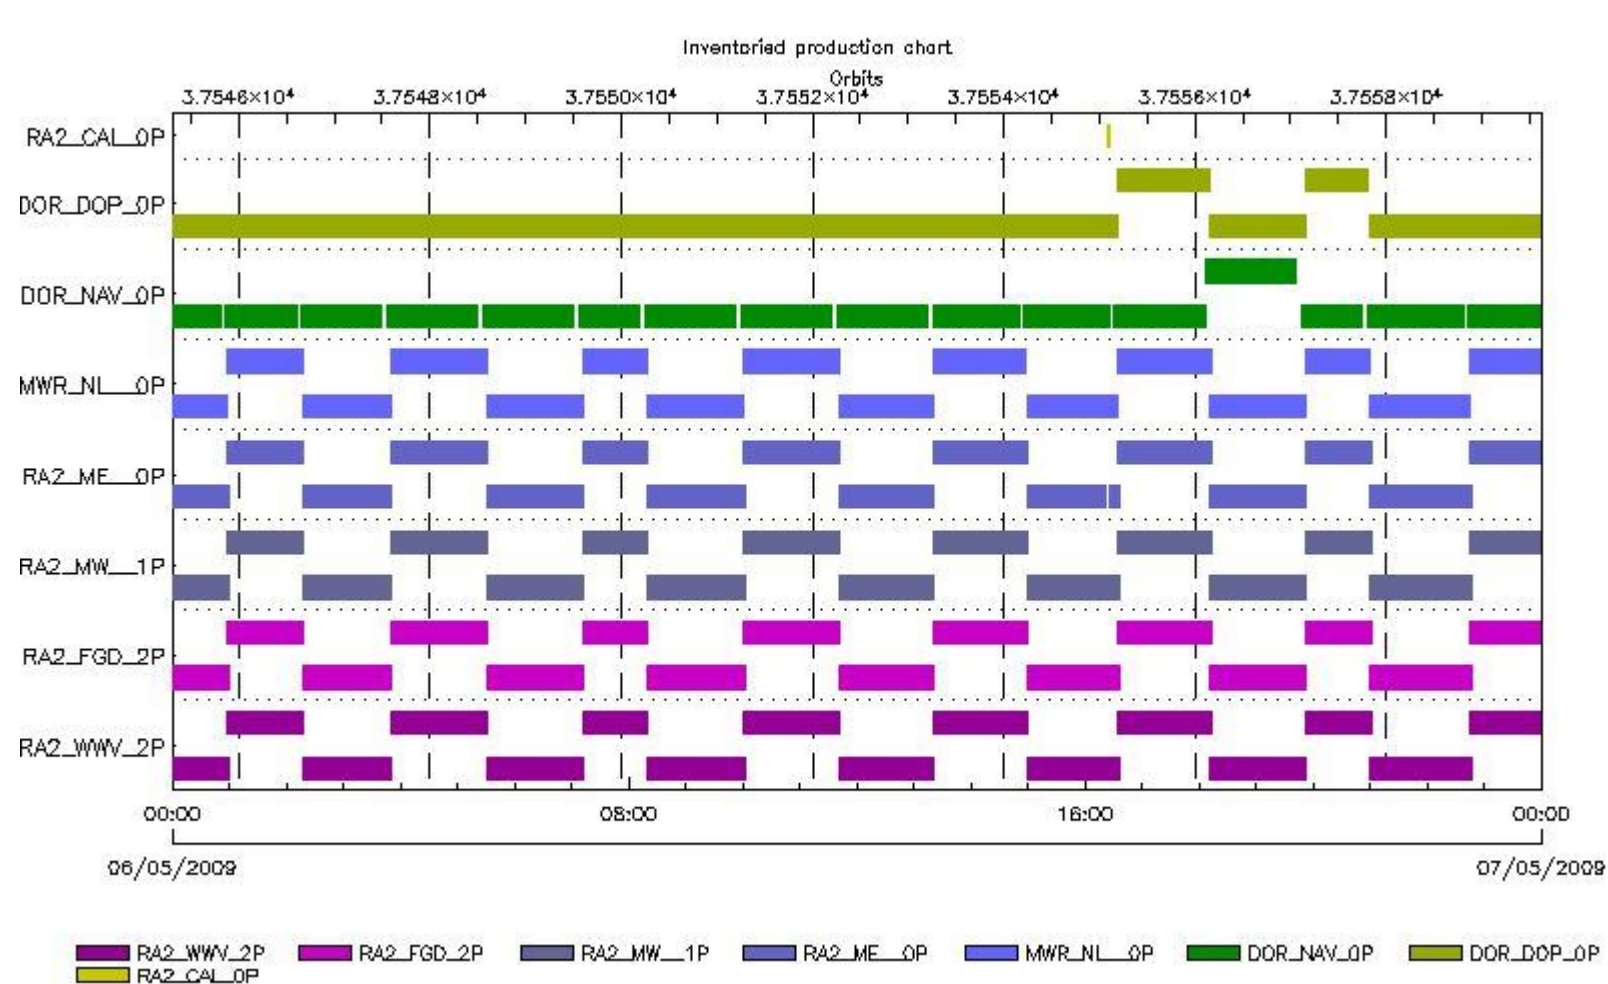 Inventoried production chart
Orbits
3.7546×10⁴ 3.7548×10⁴ 3.7550×10⁴ 3.7552×10⁴ 3.7554×10⁴ 3.7556×10⁴ 3.7558×10⁴
RA2_CAL_0P
DOR_DOP_0P
DOR_NAV_0P
MWR_NL__0P
RA2_ME__0P
RA2_MW__1P
RA2_FGD_2P
RA2_WWV_2P
00:00 08:00 16:00 00:00
06/05/2009 07/05/2009
RA2_WWV_2P RA2_FGD_2P RA2_MW__1P RA2_ME__0P MWR_NL__0P DOR_NAV_0P DOR_DOP_0P
RA2_CAL_0P